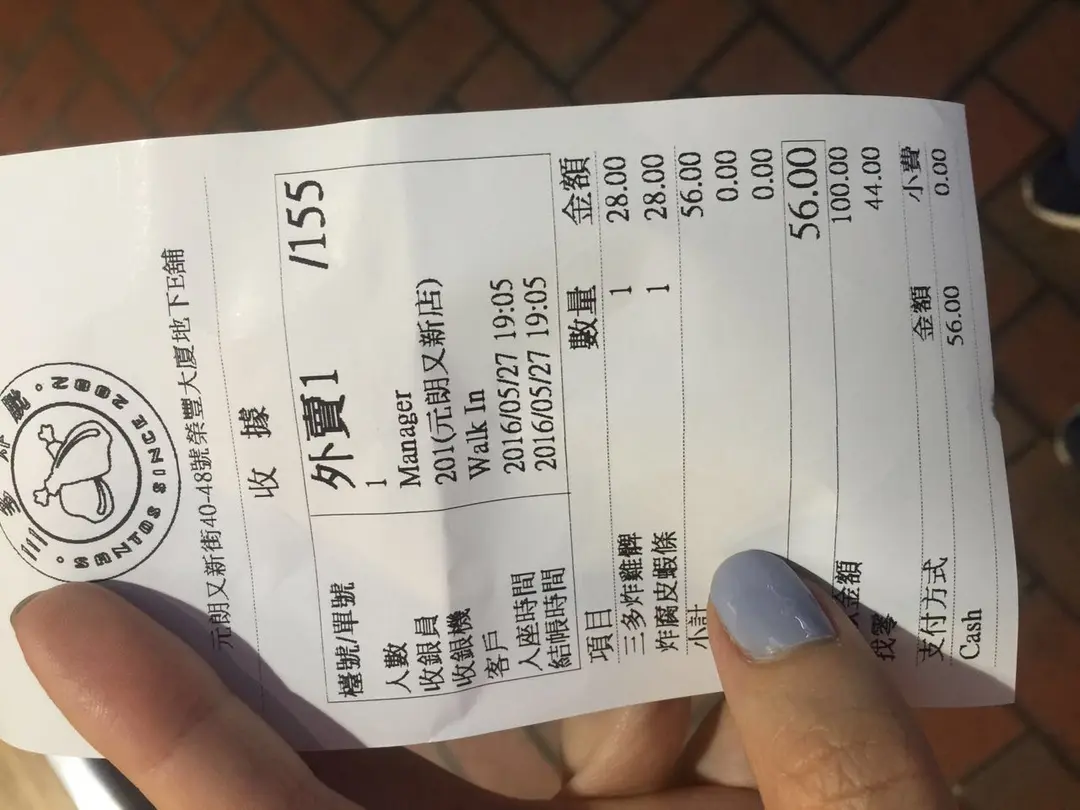 SENTOS SINCE 2002
元朗又新街40-48號榮豐大廈地下E舖
收 據
檯號/單號 外賣1 /155
人數 1
收銀員 Manager
收銀機 201(元朗又新店)
客戶 Walk In
入座時間 2016/05/27 19:05
結帳時間 2016/05/27 19:05
項目 數量 金額
三多炸雞髀 1 28.00
炸腐皮蝦條 1 28.00
小計 56.00
0.00
0.00
56.00
金額 100.00
找零 44.00
支付方式 金額 小費
Cash 56.00 0.00